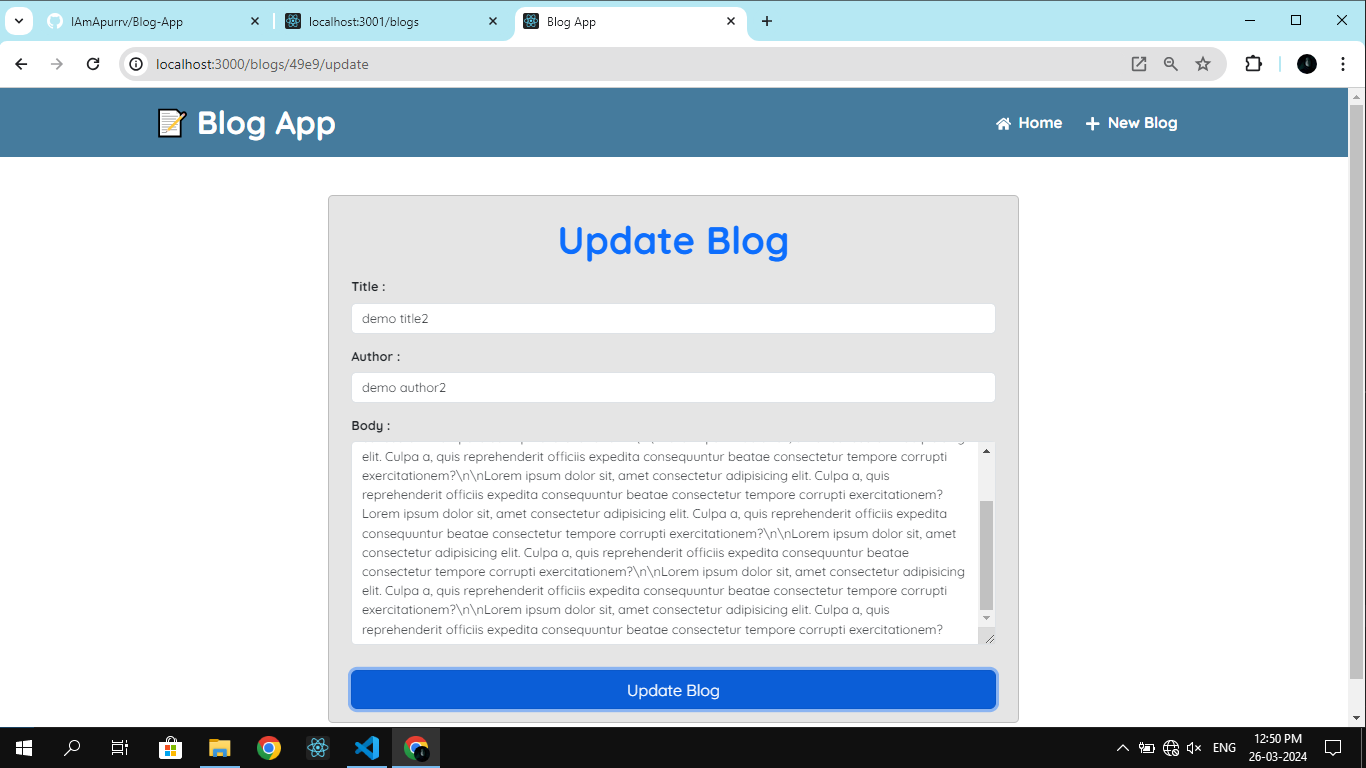 IAmApurrv/Blog-App
localhost:3001/blogs
Blog App
localhost:3000/blogs/49e9/update
Blog App
Home
New Blog
Update Blog
Title :
demo title2
Author :
demo author2
Body :
elit. Culpa a, quis reprehenderit officiis expedita consequuntur beatae consectetur tempore corrupti
exercitationem?\n\nLorem ipsum dolor sit, amet consectetur adipisicing elit. Culpa a, quis
reprehenderit officiis expedita consequuntur beatae consectetur tempore corrupti exercitationem?
Lorem ipsum dolor sit, amet consectetur adipisicing elit. Culpa a, quis reprehenderit officiis expedita
consequuntur beatae consectetur tempore corrupti exercitationem?\n\nLorem ipsum dolor sit, amet
consectetur adipisicing elit. Culpa a, quis reprehenderit officiis expedita consequuntur beatae
consectetur tempore corrupti exercitationem?\n\nLorem ipsum dolor sit, amet consectetur adipisicing
elit. Culpa a, quis reprehenderit officiis expedita consequuntur beatae consectetur tempore corrupti
exercitationem?\n\nLorem ipsum dolor sit, amet consectetur adipisicing elit. Culpa a, quis
reprehenderit officiis expedita consequuntur beatae consectetur tempore corrupti exercitationem?
Update Blog
ENG
12:50 PM
26-03-2024